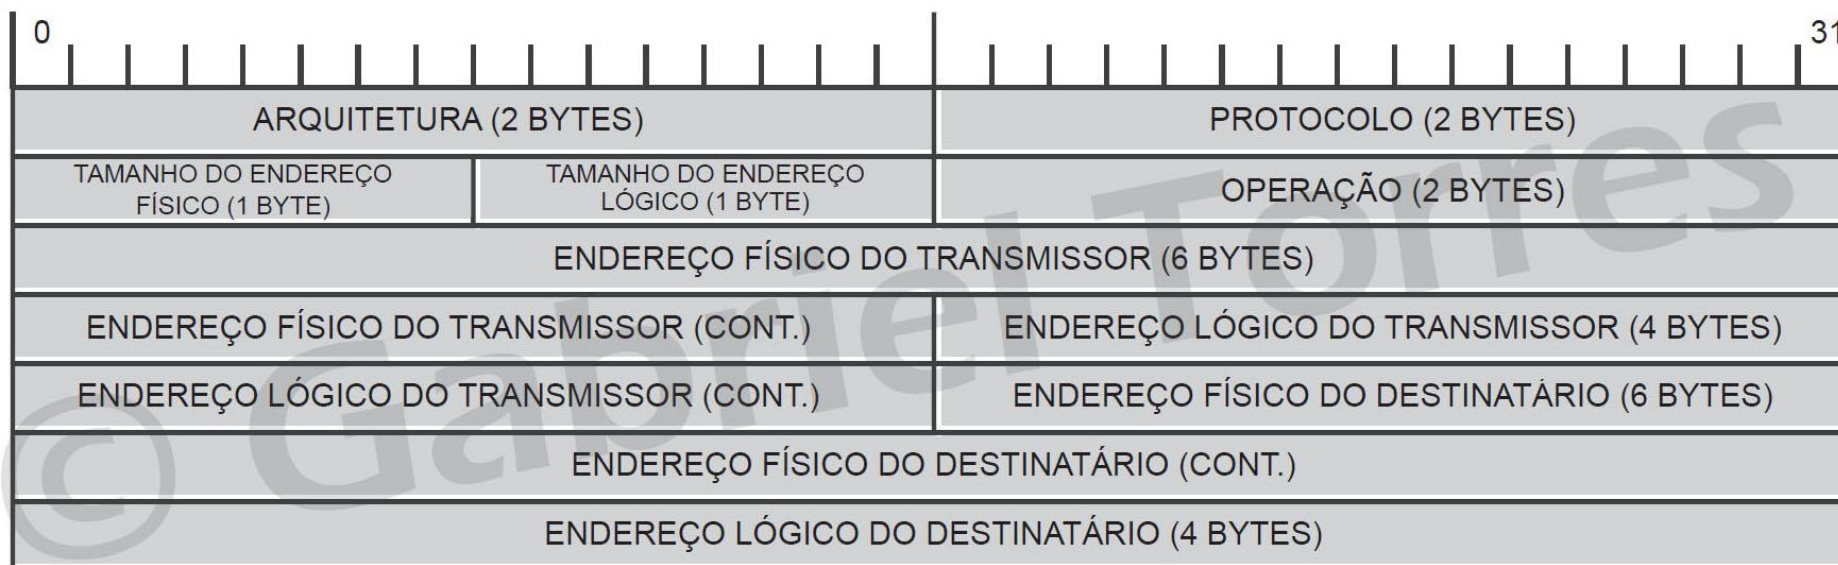 0
31
ARQUITETURA (2 BYTES)
PROTOCOLO (2 BYTES)
TAMANHO DO ENDEREÇO
FÍSICO (1 BYTE)
TAMANHO DO ENDEREÇO
LÓGICO (1 BYTE)
OPERAÇÃO (2 BYTES)
ENDEREÇO FÍSICO DO TRANSMISSOR (6 BYTES)
ENDEREÇO FÍSICO DO TRANSMISSOR (CONT.)
ENDEREÇO LÓGICO DO TRANSMISSOR (4 BYTES)
ENDEREÇO LÓGICO DO TRANSMISSOR (CONT.)
ENDEREÇO FÍSICO DO DESTINATÁRIO (6 BYTES)
ENDEREÇO FÍSICO DO DESTINATÁRIO (CONT.)
ENDEREÇO LÓGICO DO DESTINATÁRIO (4 BYTES)
© Gabriel Torres